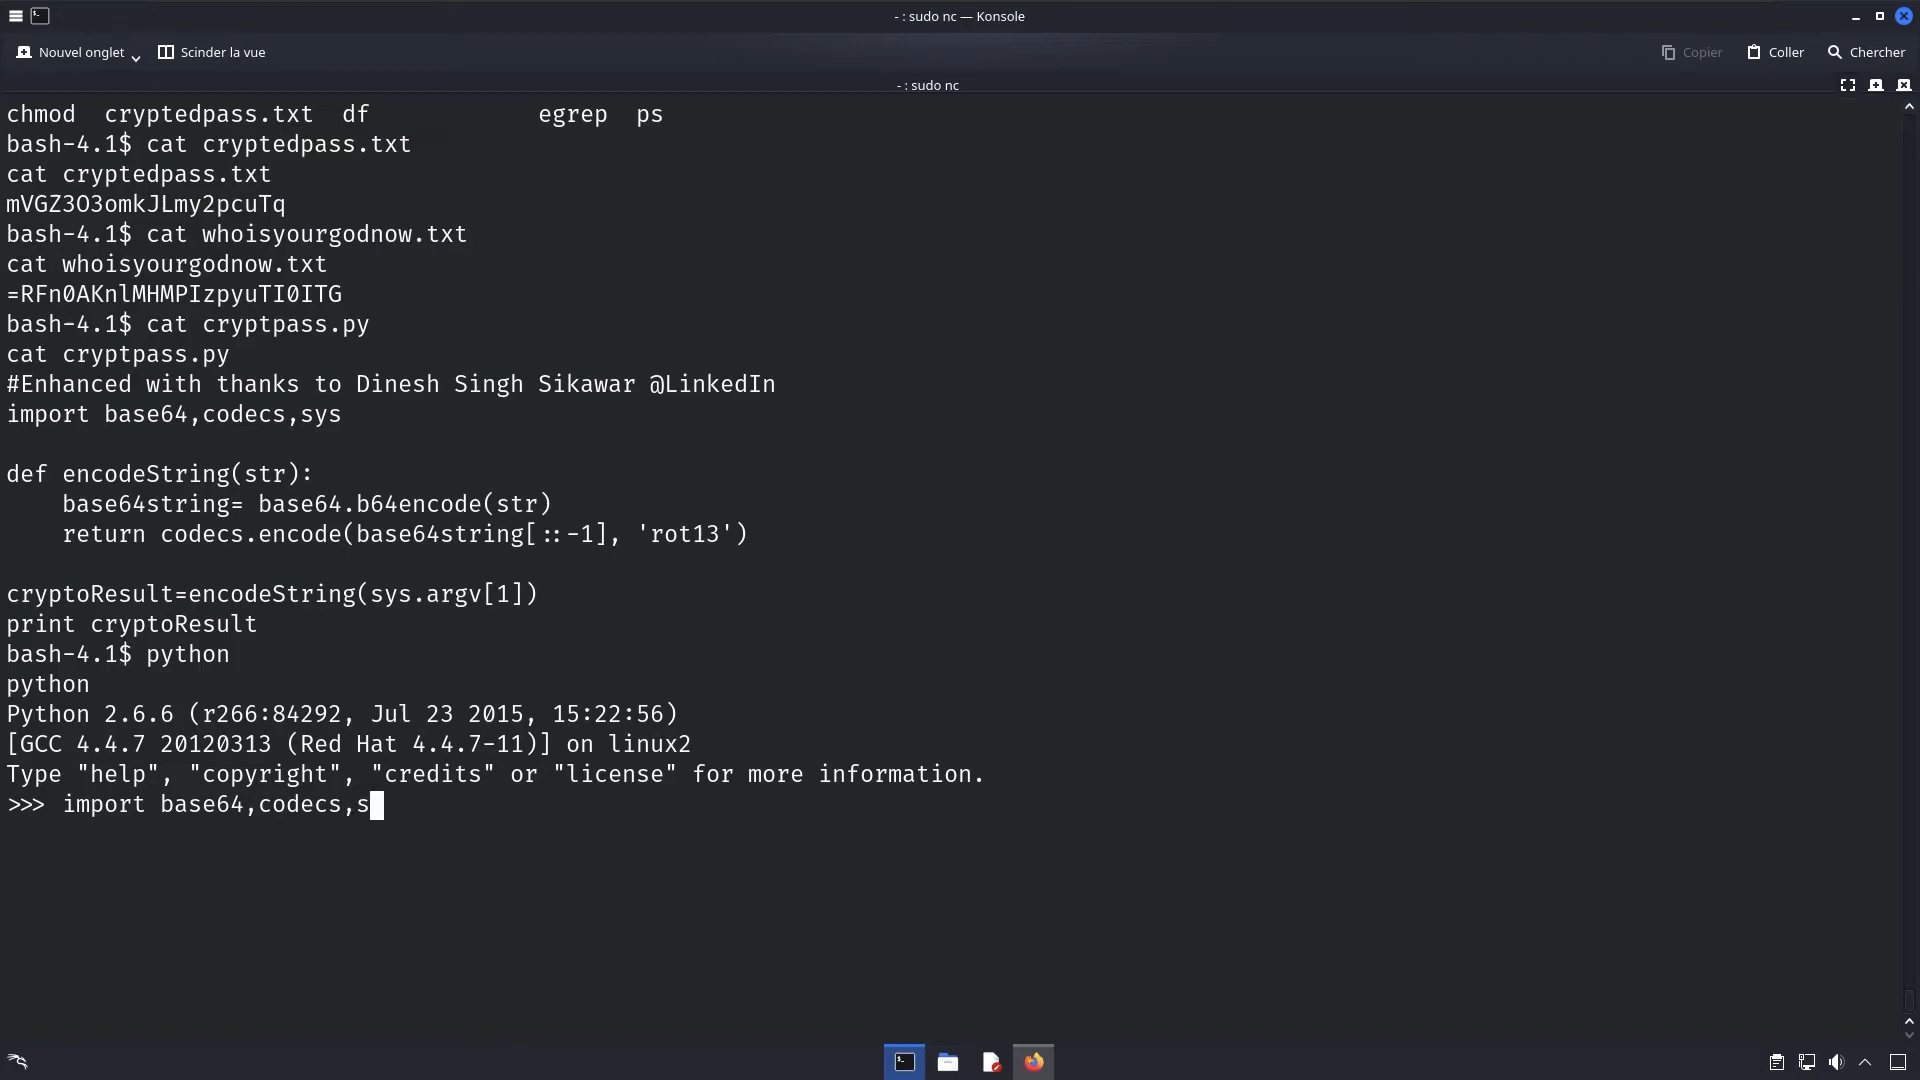 - : sudo nc — Konsole
Nouvel onglet
Scinder la vue
Copier
Coller
Chercher
- : sudo nc
chmod  cryptedpass.txt  df            egrep  ps
bash-4.1$ cat cryptedpass.txt
cat cryptedpass.txt
mVGZ3O3omkJLmy2pcuTq
bash-4.1$ cat whoisyourgodnow.txt
cat whoisyourgodnow.txt
=RFn0AKnlMHMPIzpyuTI0ITG
bash-4.1$ cat cryptpass.py
cat cryptpass.py
#Enhanced with thanks to Dinesh Singh Sikawar @LinkedIn
import base64,codecs,sys
def encodeString(str):
    base64string= base64.b64encode(str)
    return codecs.encode(base64string[::-1], 'rot13')
cryptoResult=encodeString(sys.argv[1])
print cryptoResult
bash-4.1$ python
python
Python 2.6.6 (r266:84292, Jul 23 2015, 15:22:56)
[GCC 4.4.7 20120313 (Red Hat 4.4.7-11)] on linux2
Type "help", "copyright", "credits" or "license" for more information.
>>> import base64,codecs,s